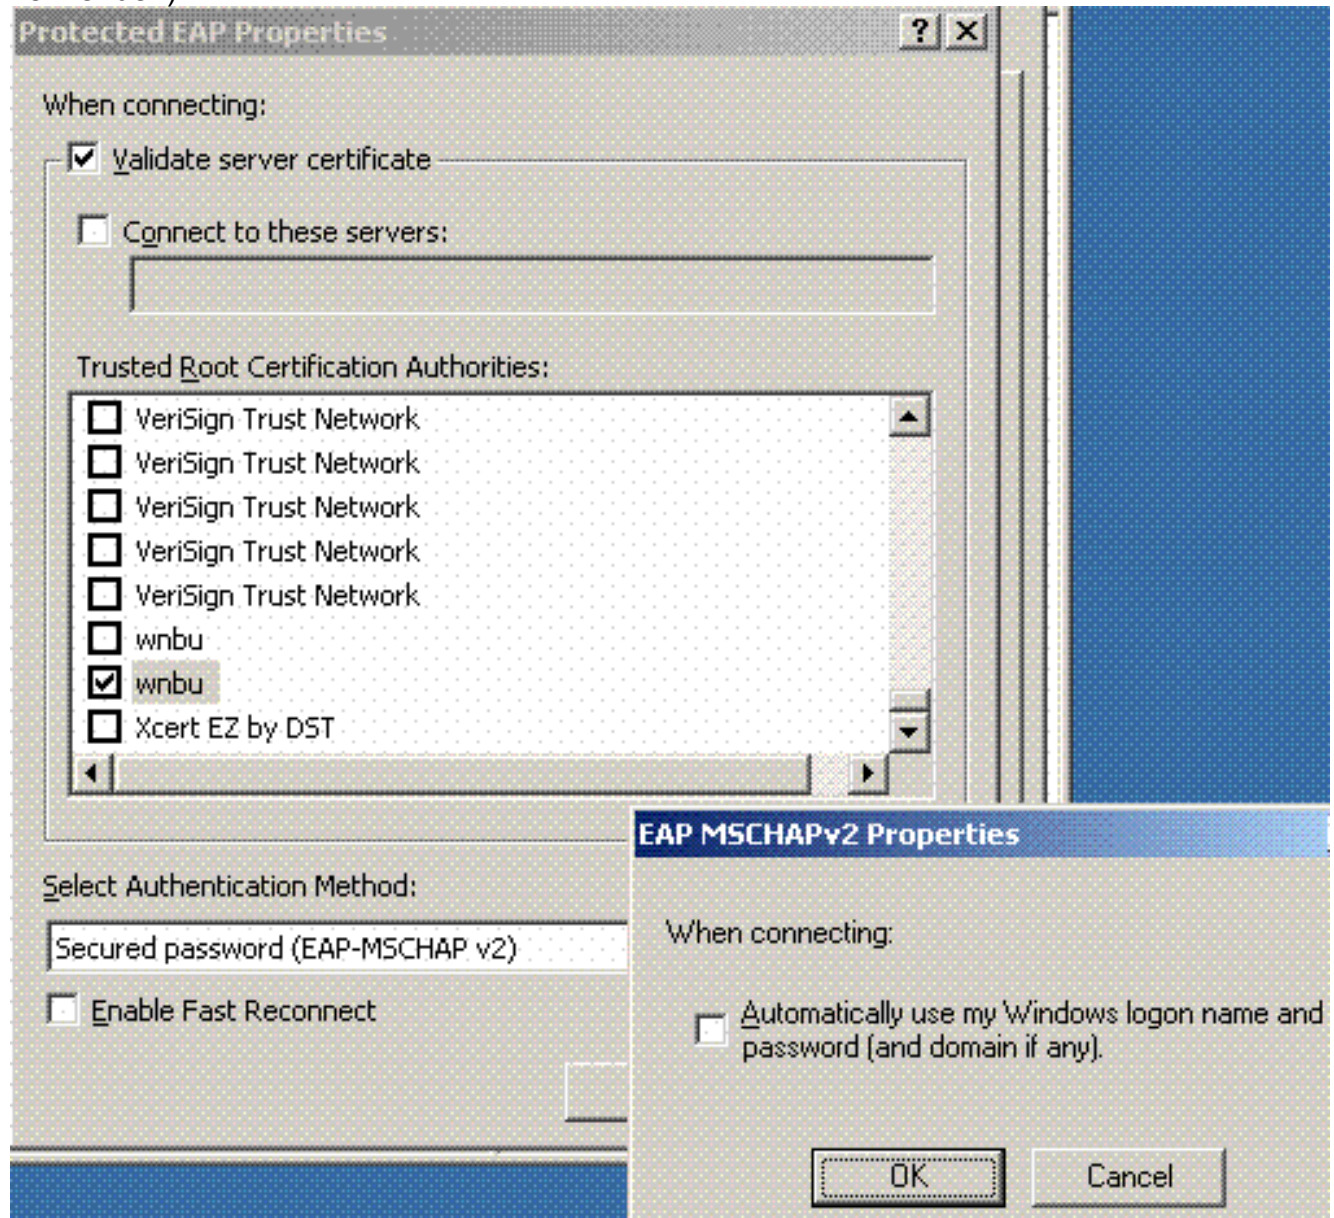 Protected EAP Properties
When connecting:
Validate server certificate
Connect to these servers:
Trusted Root Certification Authorities:
VeriSign Trust Network
VeriSign Trust Network
VeriSign Trust Network
VeriSign Trust Network
VeriSign Trust Network
wnbu
wnbu
Xcert EZ by DST
Select Authentication Method:
Secured password (EAP-MSCHAP v2)
Enable Fast Reconnect
EAP MSCHAPv2 Properties
When connecting:
Automatically use my Windows logon name and
password (and domain if any).
OK
Cancel